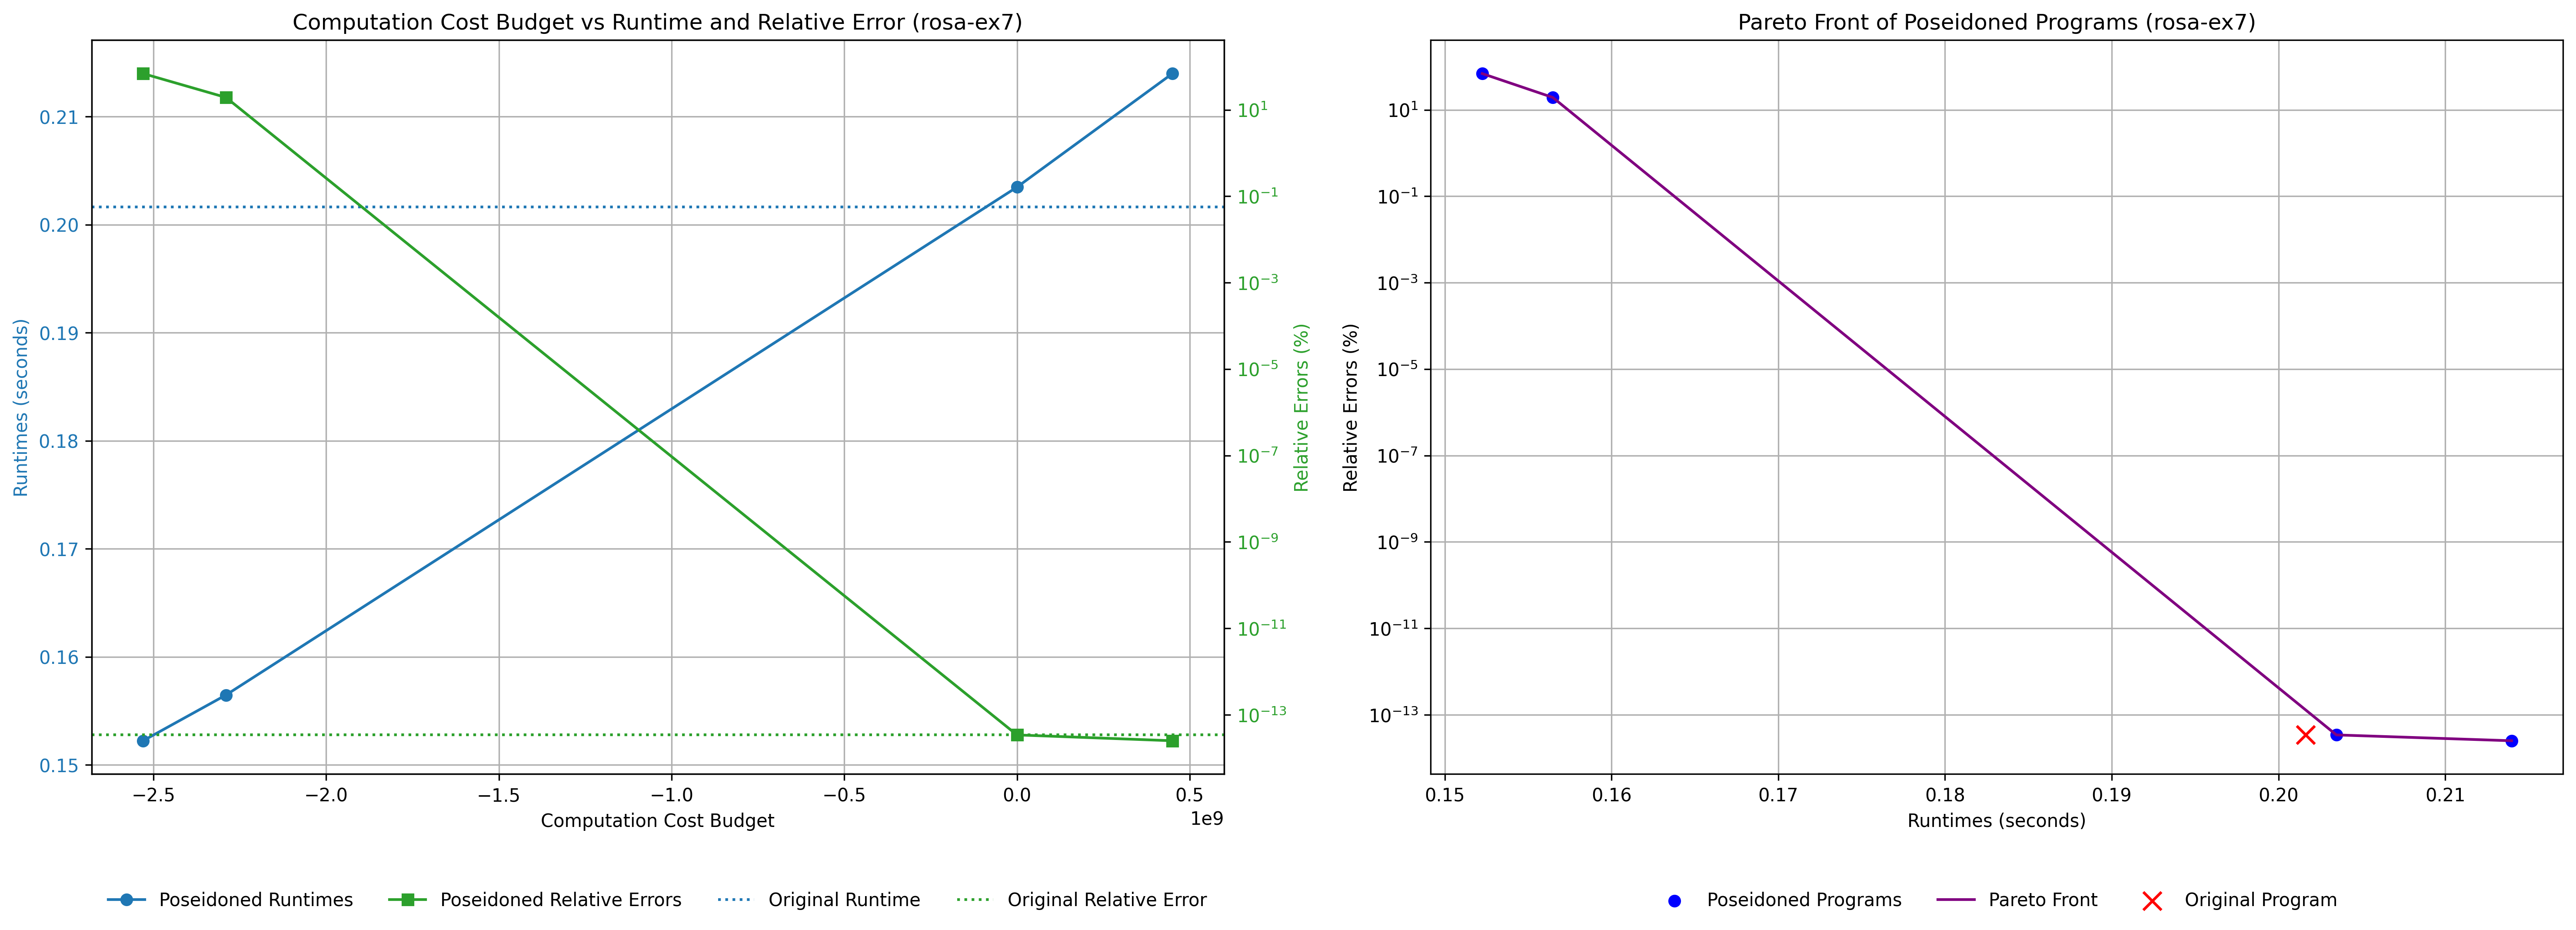 Computation Cost Budget vs Runtime and Relative Error (rosa-ex7)
Runtimes (seconds)
0.21
0.20
0.19
0.18
0.17
0.16
0.15
10¹
10⁻¹
10⁻³
10⁻⁵
10⁻⁷
10⁻⁹
10⁻¹¹
10⁻¹³
Relative Errors (%)
−2.5 −2.0 −1.5 −1.0 −0.5 0.0 0.5
Computation Cost Budget
1e9
Poseidoned Runtimes Poseidoned Relative Errors Original Runtime Original Relative Error
Pareto Front of Poseidoned Programs (rosa-ex7)
Relative Errors (%)
10¹
10⁻¹
10⁻³
10⁻⁵
10⁻⁷
10⁻⁹
10⁻¹¹
10⁻¹³
0.15 0.16 0.17 0.18 0.19 0.20 0.21
Runtimes (seconds)
Poseidoned Programs Pareto Front Original Program